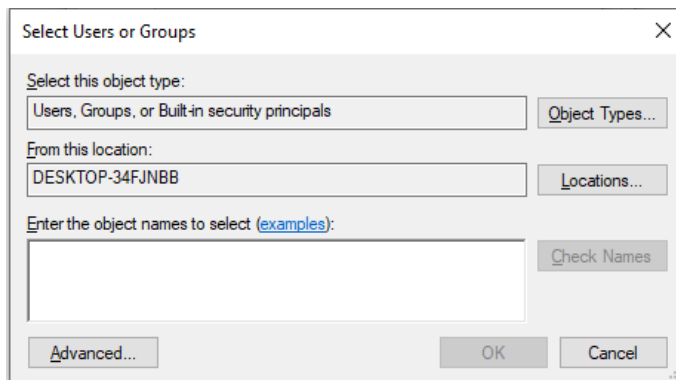 Select Users or Groups
Select this object type:
Users, Groups, or Built-in security principals
Object Types...
From this location:
DESKTOP-34FJNBB
Locations...
Enter the object names to select (examples):
Check Names
Advanced...
OK
Cancel